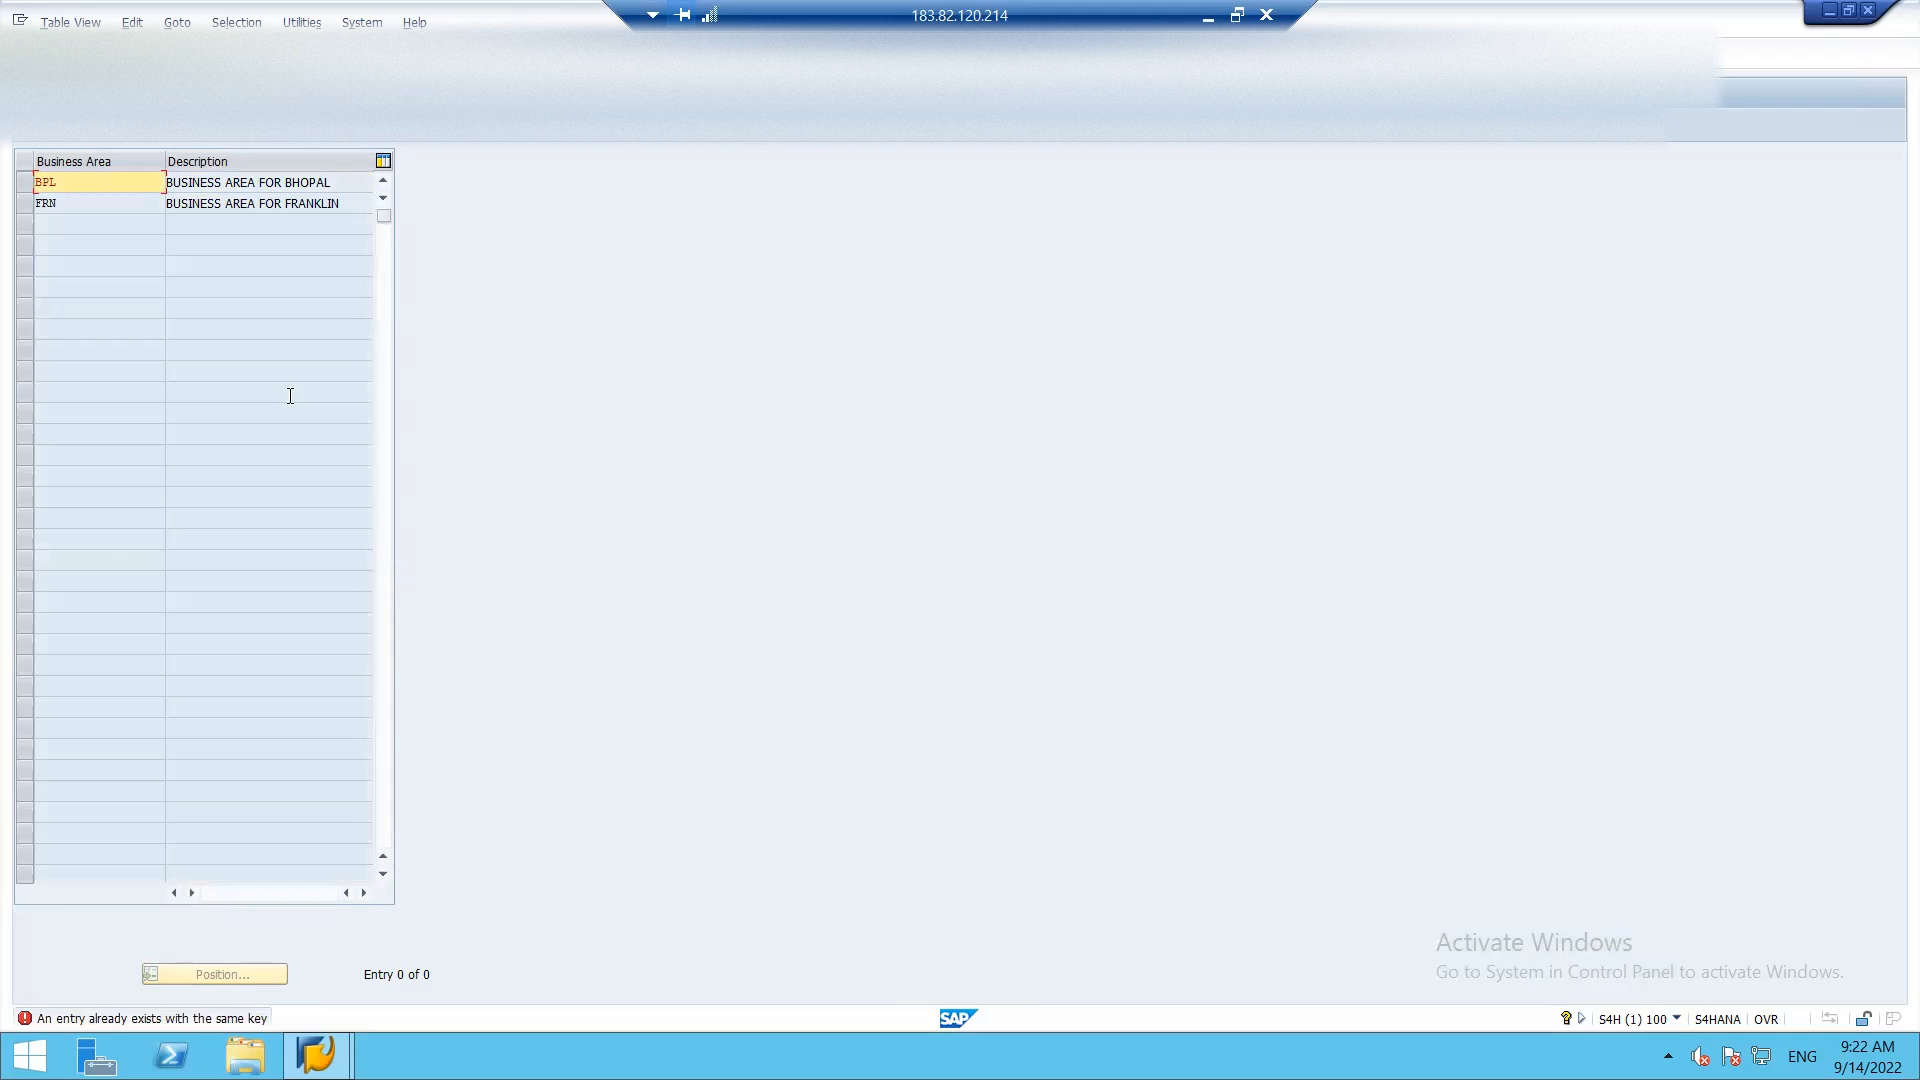 183.82.120.214
Table View Edit Goto Selection Utilities System Help
Business Area Description
BPL BUSINESS AREA FOR BHOPAL
FRN BUSINESS AREA FOR FRANKLIN
Activate Windows
Go to System in Control Panel to activate Windows.
Position... Entry 0 of 0
An entry already exists with the same key
SAP
S4H (1) 100 S4HANA OVR
ENG
9:22 AM
9/14/2022